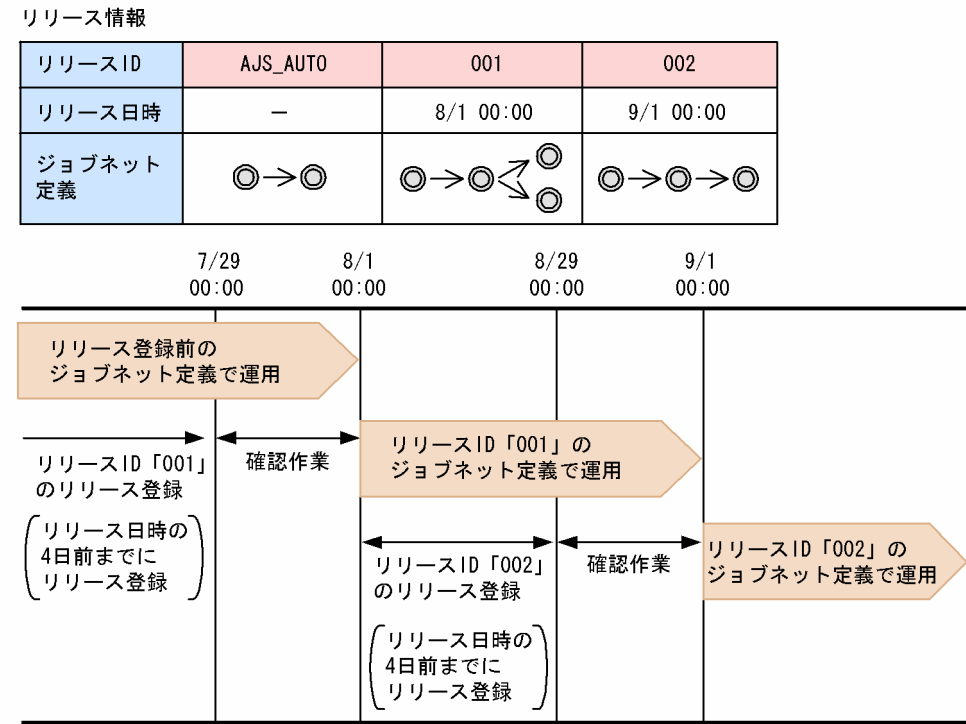 リリース情報
リリースID AJS_AUTO 001 002
リリース日時 － 8/1 00:00 9/1 00:00
ジョブネット
定義
7/29 8/1 8/29 9/1
00:00 00:00 00:00 00:00
リリース登録前の
ジョブネット定義で運用
リリースID「001」
のリリース登録
確認作業
リリースID「001」の
ジョブネット定義で運用
リリース日時の
4日前までに
リリース登録
リリースID「002」
のリリース登録
確認作業
リリースID「002」の
ジョブネット定義で運用
リリース日時の
4日前までに
リリース登録